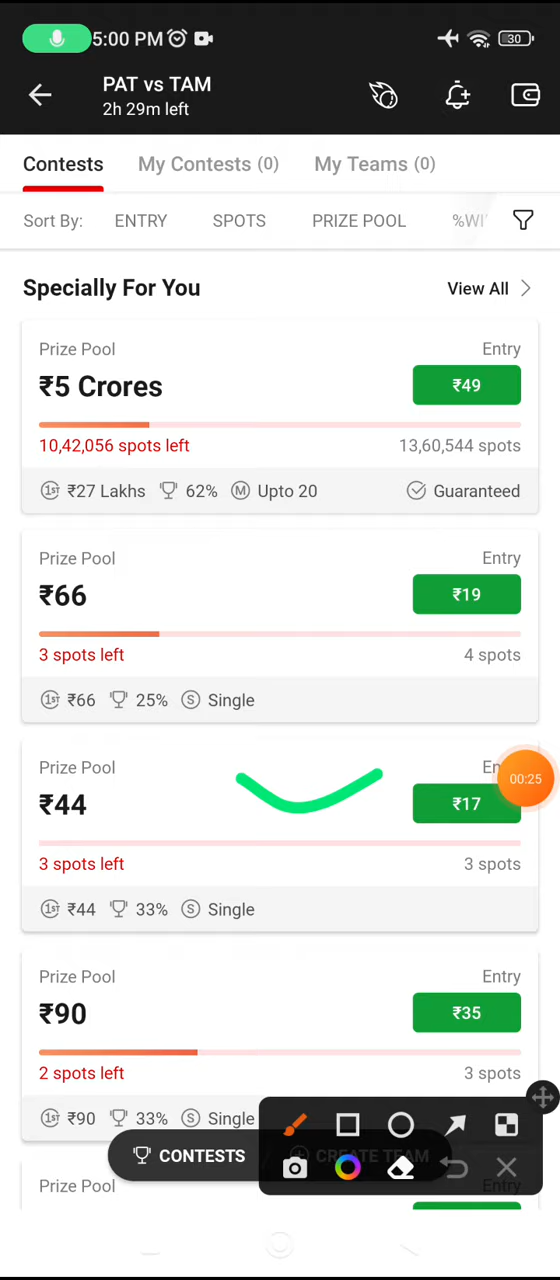 5:00 PM
30
PAT vs TAM
2h 29m left
Contests My Contests (0) My Teams (0)
Sort By: ENTRY SPOTS PRIZE POOL %WI
Specially For You View All
Prize Pool Entry
₹5 Crores ₹49
10,42,056 spots left 13,60,544 spots
1ST ₹27 Lakhs 62% M Upto 20 Guaranteed
Prize Pool Entry
₹66 ₹19
3 spots left 4 spots
1ST ₹66 25% S Single
Prize Pool En
₹44 ₹17
00:25
3 spots left 3 spots
1ST ₹44 33% S Single
Prize Pool Entry
₹90 ₹35
2 spots left 3 spots
1ST ₹90 33% S Single
CONTESTS CREATE TEAM
Prize Pool Entry